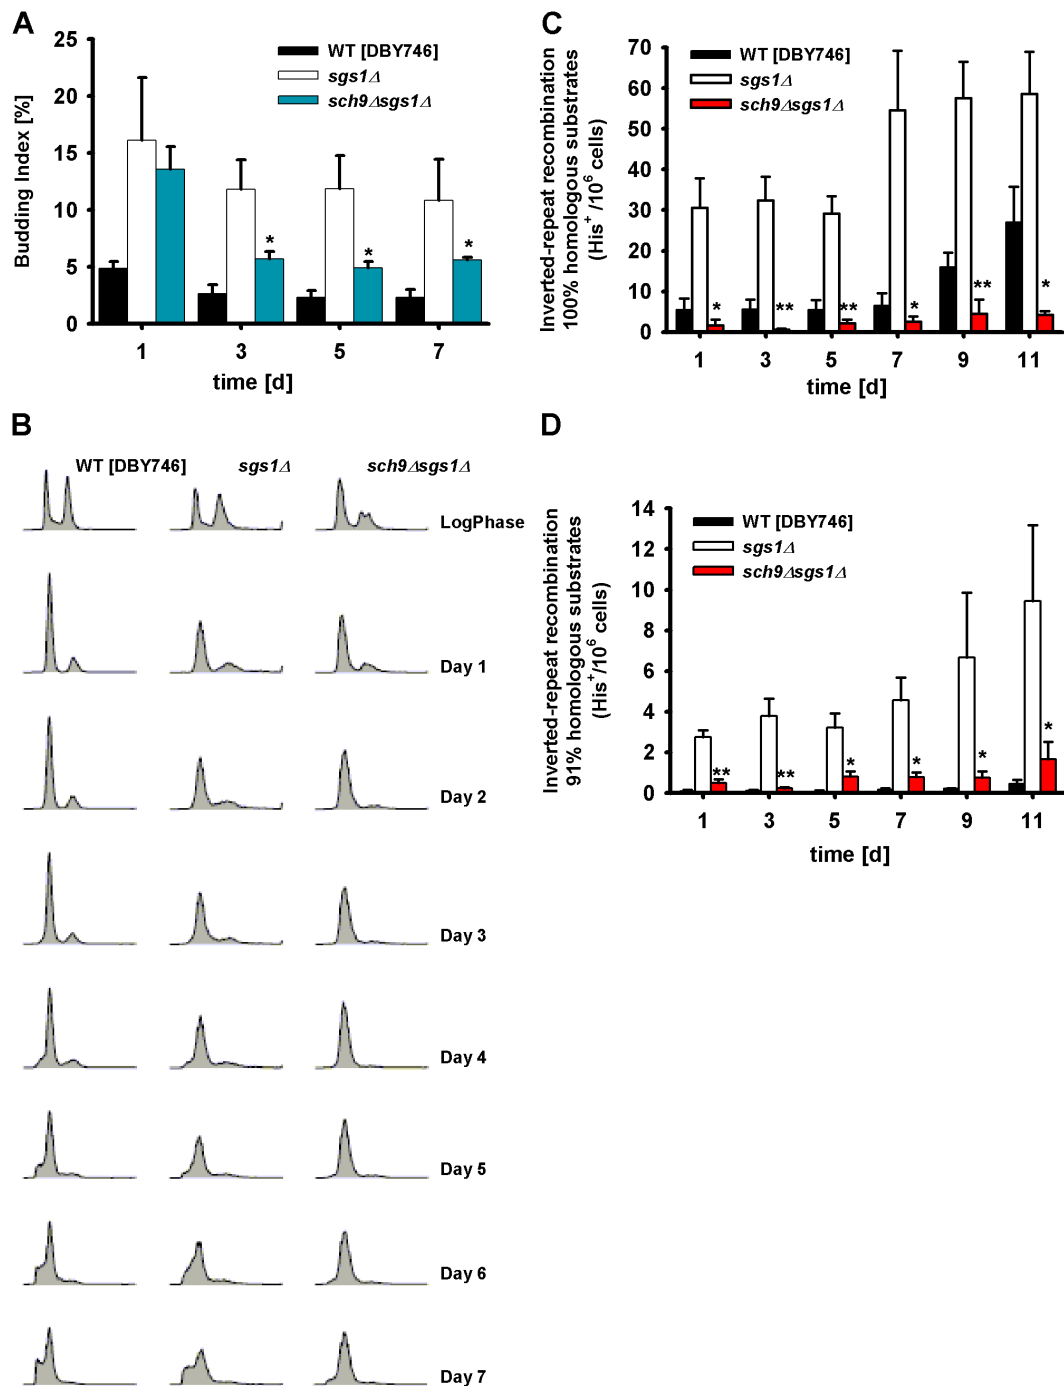 A
25
20
15
10
5
0
Budding Index [%]
WT [DBY746]
sgs1Δ
sch9Δsgs1Δ
*
*
*
1 3 5 7
time [d]
B
WT [DBY746] sgs1Δ sch9Δsgs1Δ
LogPhase
Day 1
Day 2
Day 3
Day 4
Day 5
Day 6
Day 7
C
70
60
50
40
30
20
10
0
Inverted-repeat recombination
100% homologous substrates
(His⁺/10⁶ cells)
WT [DBY746]
sgs1Δ
sch9Δsgs1Δ
* ** ** * ** *
1 3 5 7 9 11
time [d]
D
14
12
10
8
6
4
2
0
Inverted-repeat recombination
91% homologous substrates
(His⁺/10⁶ cells)
WT [DBY746]
sgs1Δ
sch9Δsgs1Δ
** ** * * * *
1 3 5 7 9 11
time [d]